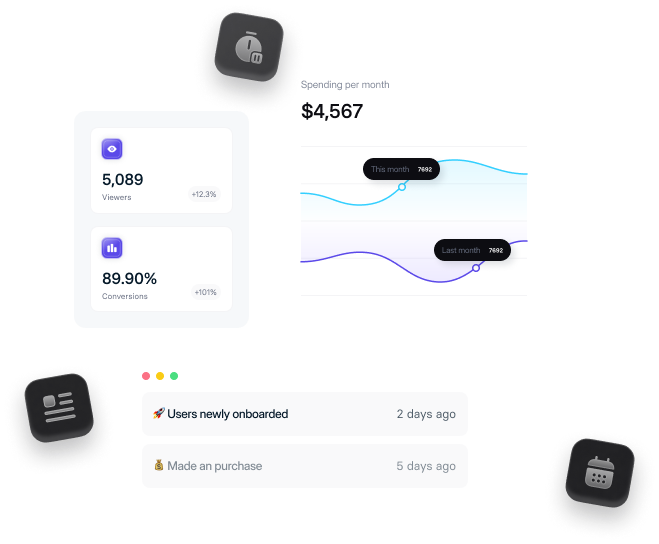 Spending per month
$4,567
5,089
Viewers
+12.3%
89.90%
Conversions
+101%
This month 7692
Last month 7692
🚀 Users newly onboarded 2 days ago
💰 Made an purchase 5 days ago